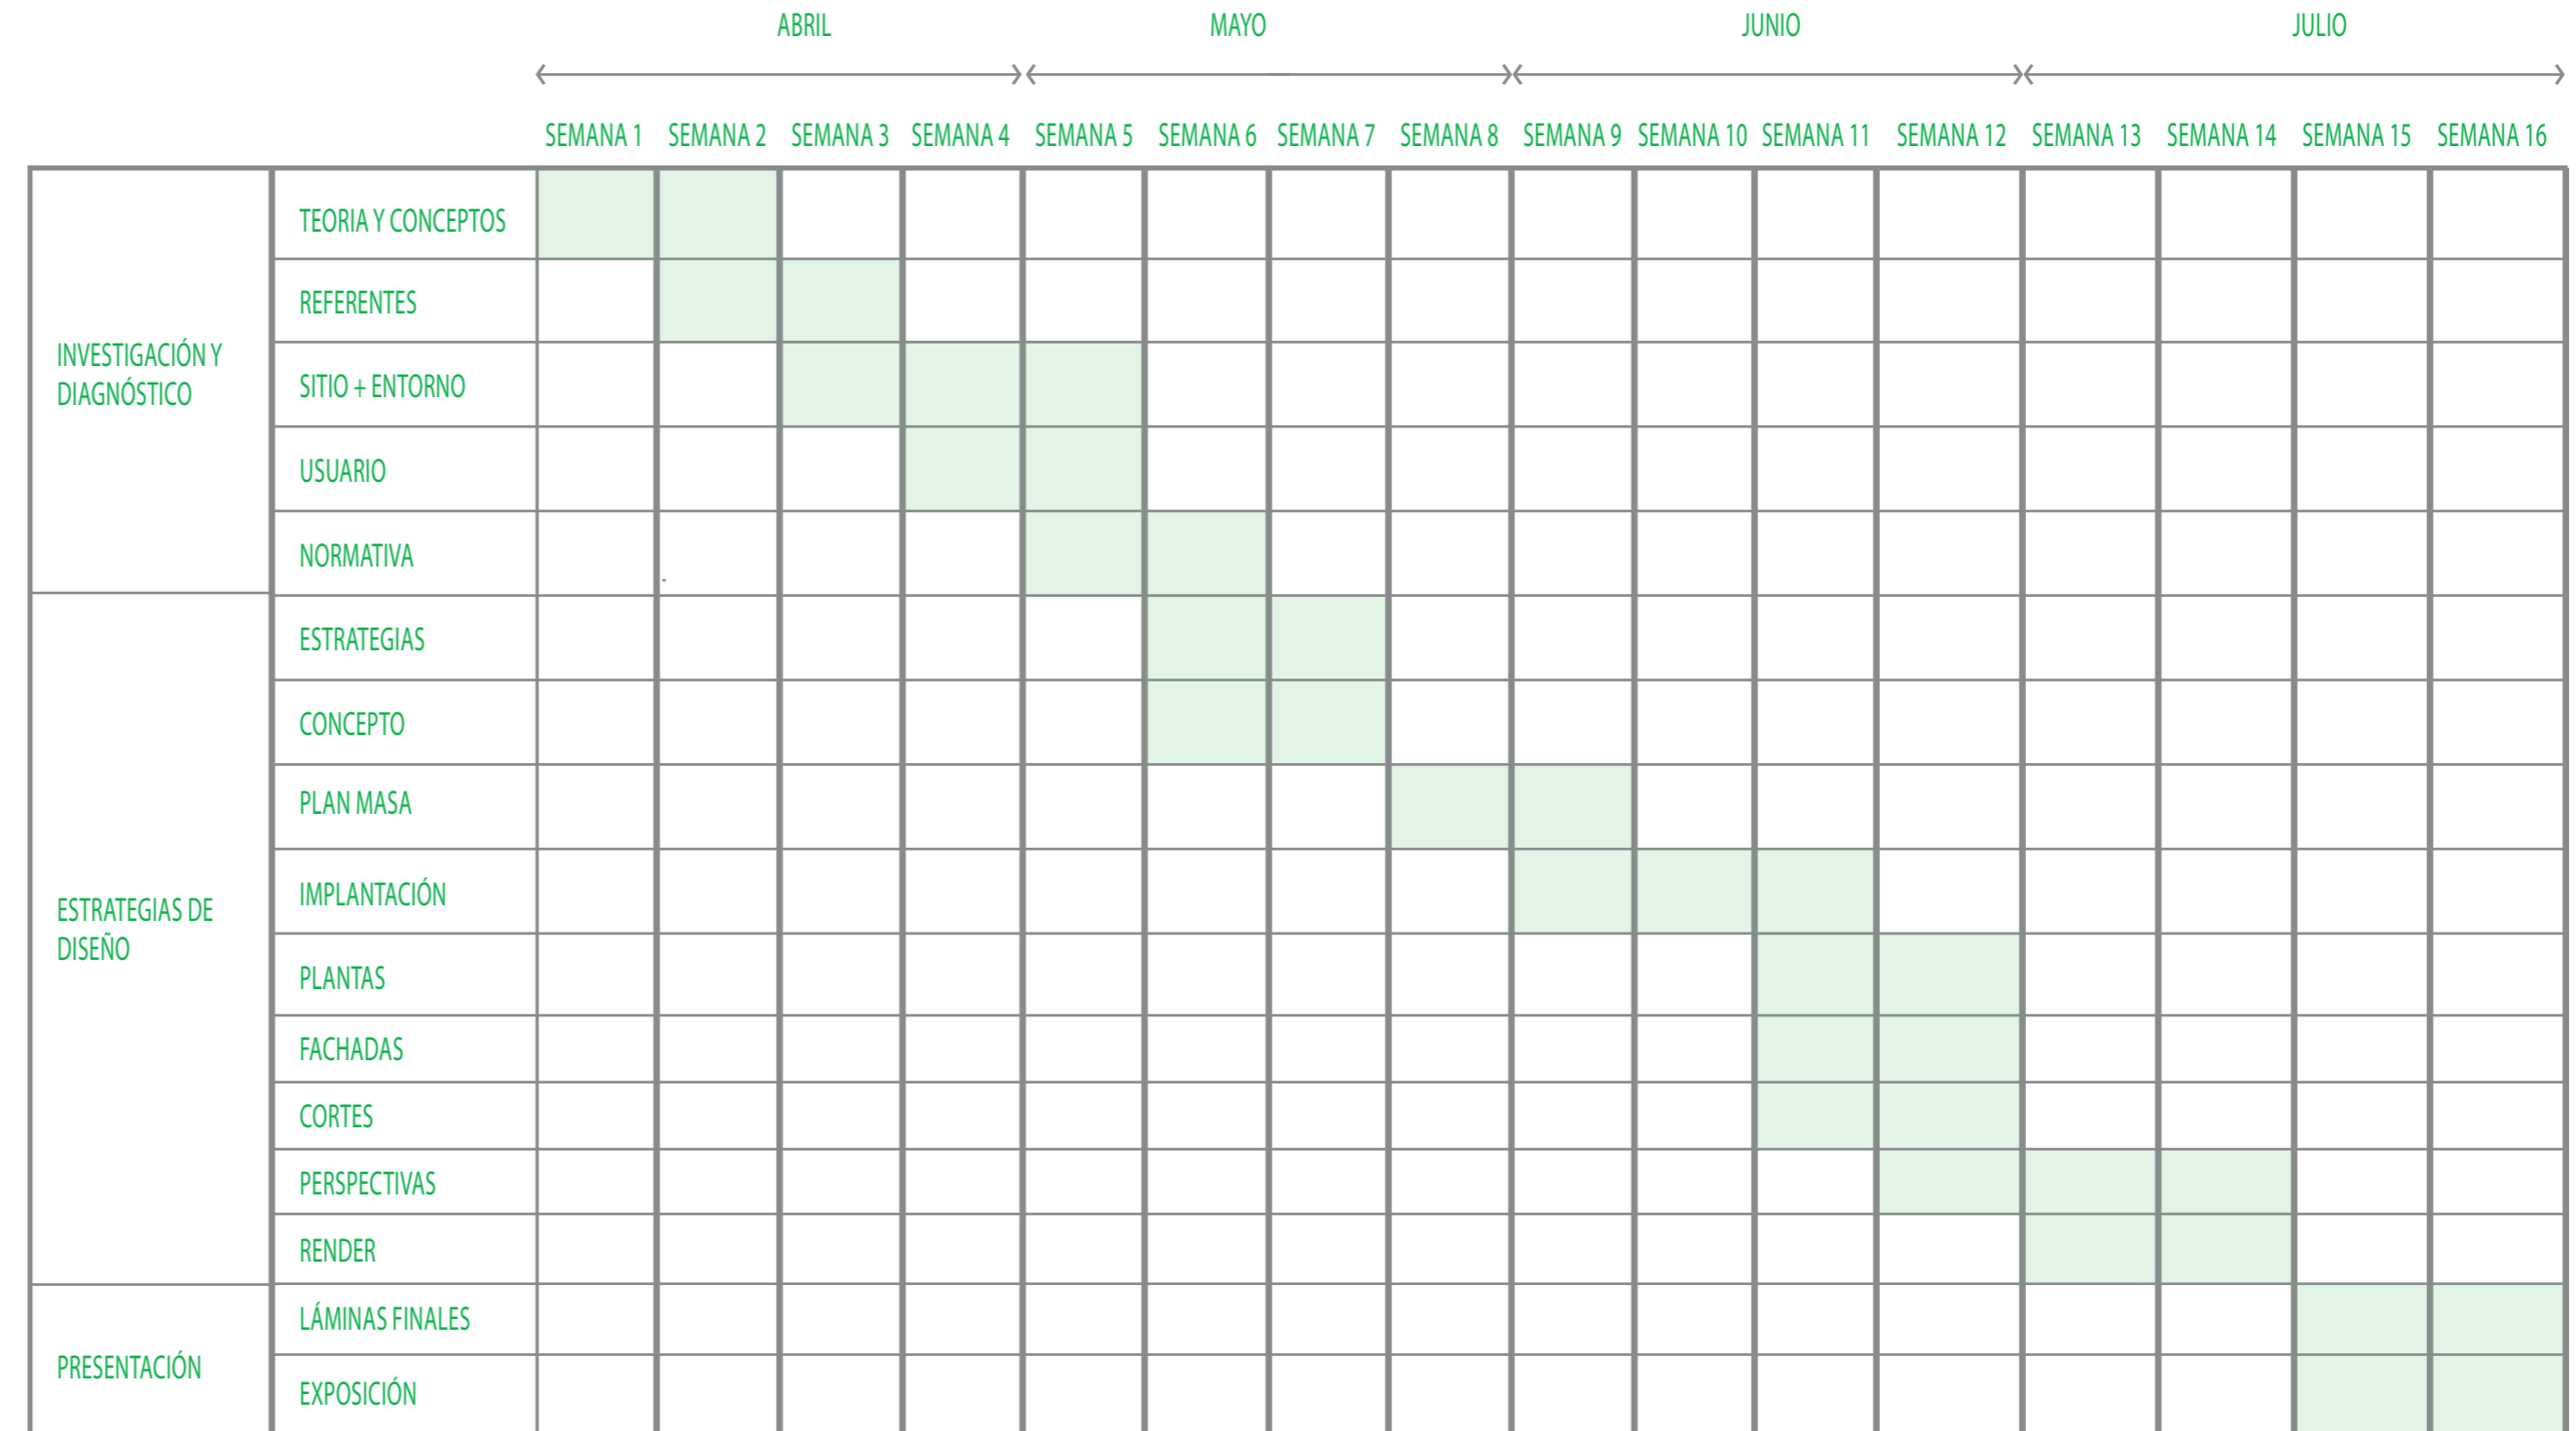 ABRIL MAYO JUNIO JULIO
SEMANA 1 SEMANA 2 SEMANA 3 SEMANA 4 SEMANA 5 SEMANA 6 SEMANA 7 SEMANA 8 SEMANA 9 SEMANA 10 SEMANA 11 SEMANA 12 SEMANA 13 SEMANA 14 SEMANA 15 SEMANA 16
INVESTIGACIÓN Y
DIAGNÓSTICO
TEORIA Y CONCEPTOS
REFERENTES
SITIO + ENTORNO
USUARIO
NORMATIVA
ESTRATEGIAS DE
DISEÑO
ESTRATEGIAS
CONCEPTO
PLAN MASA
IMPLANTACIÓN
PLANTAS
FACHADAS
CORTES
PERSPECTIVAS
RENDER
PRESENTACIÓN
LÁMINAS FINALES
EXPOSICIÓN